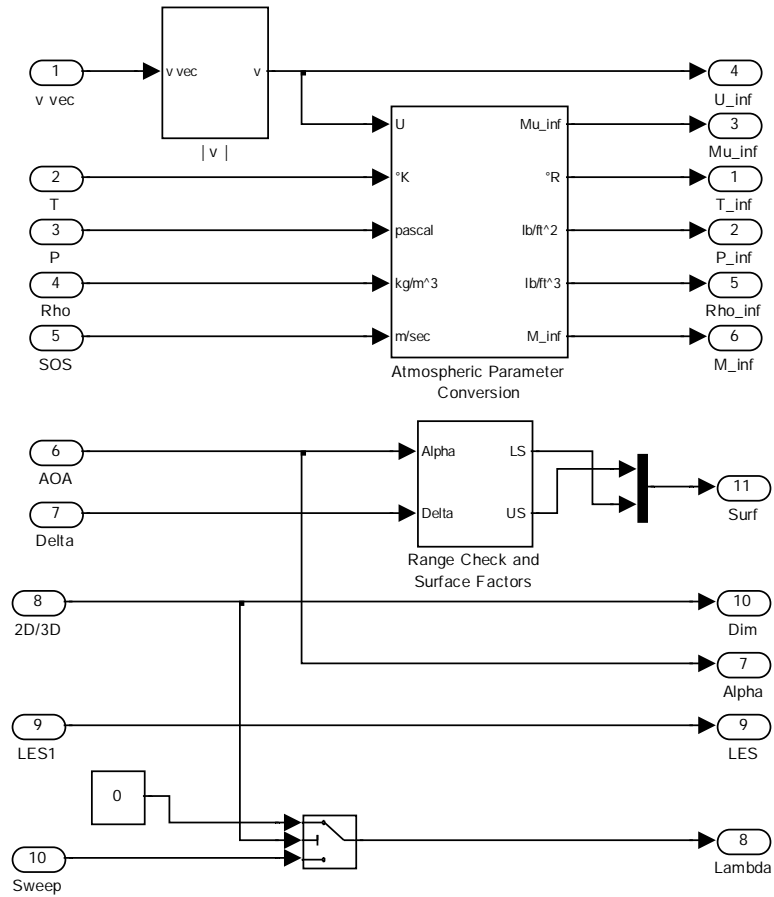 1
v vec
v vec
v
| v |
4
U_inf
U
Mu_inf
3
Mu_inf
2
T
°K
°R
1
T_inf
3
P
pascal
lb/ft^2
2
P_inf
4
Rho
kg/m^3
lb/ft^3
5
Rho_inf
5
SOS
m/sec
M_inf
6
M_inf
Atmospheric Parameter
Conversion
6
AOA
Alpha
LS
7
Delta
Delta
US
11
Surf
Range Check and
Surface Factors
8
2D/3D
10
Dim
7
Alpha
9
LES1
9
LES
0
10
Sweep
8
Lambda